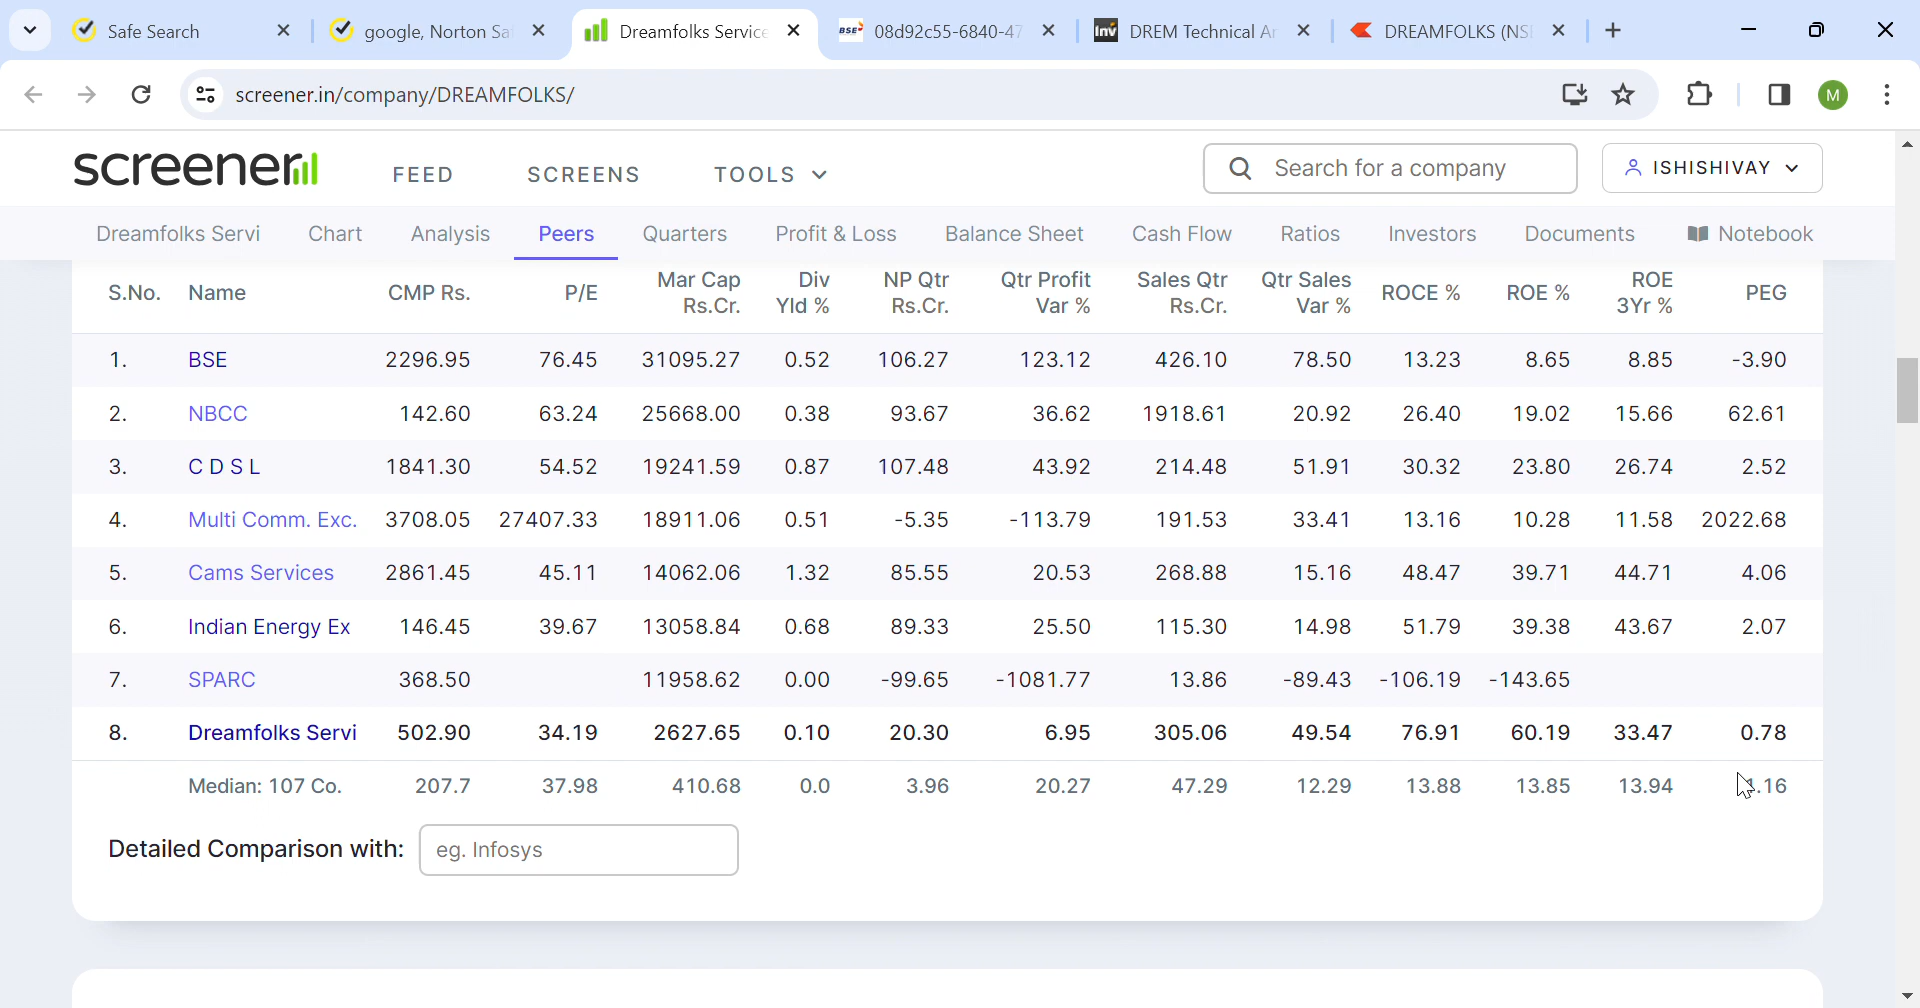 Safe Search
google, Norton Sa
Dreamfolks Service
BSE 08d92c55-6840-47
Inv DREM Technical Ar
DREAMFOLKS (NSE
screener.in/company/DREAMFOLKS/
M
screener
FEED
SCREENS
TOOLS
Search for a company
ISHISHIVAY
Dreamfolks Servi Chart Analysis Peers Quarters Profit & Loss Balance Sheet Cash Flow Ratios Investors Documents Notebook
S.No. Name CMP Rs. P/E Mar Cap Rs.Cr. Div Yld % NP Qtr Rs.Cr. Qtr Profit Var % Sales Qtr Rs.Cr. Qtr Sales Var % ROCE % ROE % ROE 3Yr % PEG
1. BSE 2296.95 76.45 31095.27 0.52 106.27 123.12 426.10 78.50 13.23 8.65 8.85 -3.90
2. NBCC 142.60 63.24 25668.00 0.38 93.67 36.62 1918.61 20.92 26.40 19.02 15.66 62.61
3. C D S L 1841.30 54.52 19241.59 0.87 107.48 43.92 214.48 51.91 30.32 23.80 26.74 2.52
4. Multi Comm. Exc. 3708.05 27407.33 18911.06 0.51 -5.35 -113.79 191.53 33.41 13.16 10.28 11.58 2022.68
5. Cams Services 2861.45 45.11 14062.06 1.32 85.55 20.53 268.88 15.16 48.47 39.71 44.71 4.06
6. Indian Energy Ex 146.45 39.67 13058.84 0.68 89.33 25.50 115.30 14.98 51.79 39.38 43.67 2.07
7. SPARC 368.50 11958.62 0.00 -99.65 -1081.77 13.86 -89.43 -106.19 -143.65
8. Dreamfolks Servi 502.90 34.19 2627.65 0.10 20.30 6.95 305.06 49.54 76.91 60.19 33.47 0.78
Median: 107 Co. 207.7 37.98 410.68 0.0 3.96 20.27 47.29 12.29 13.88 13.85 13.94
Detailed Comparison with: eg. Infosys